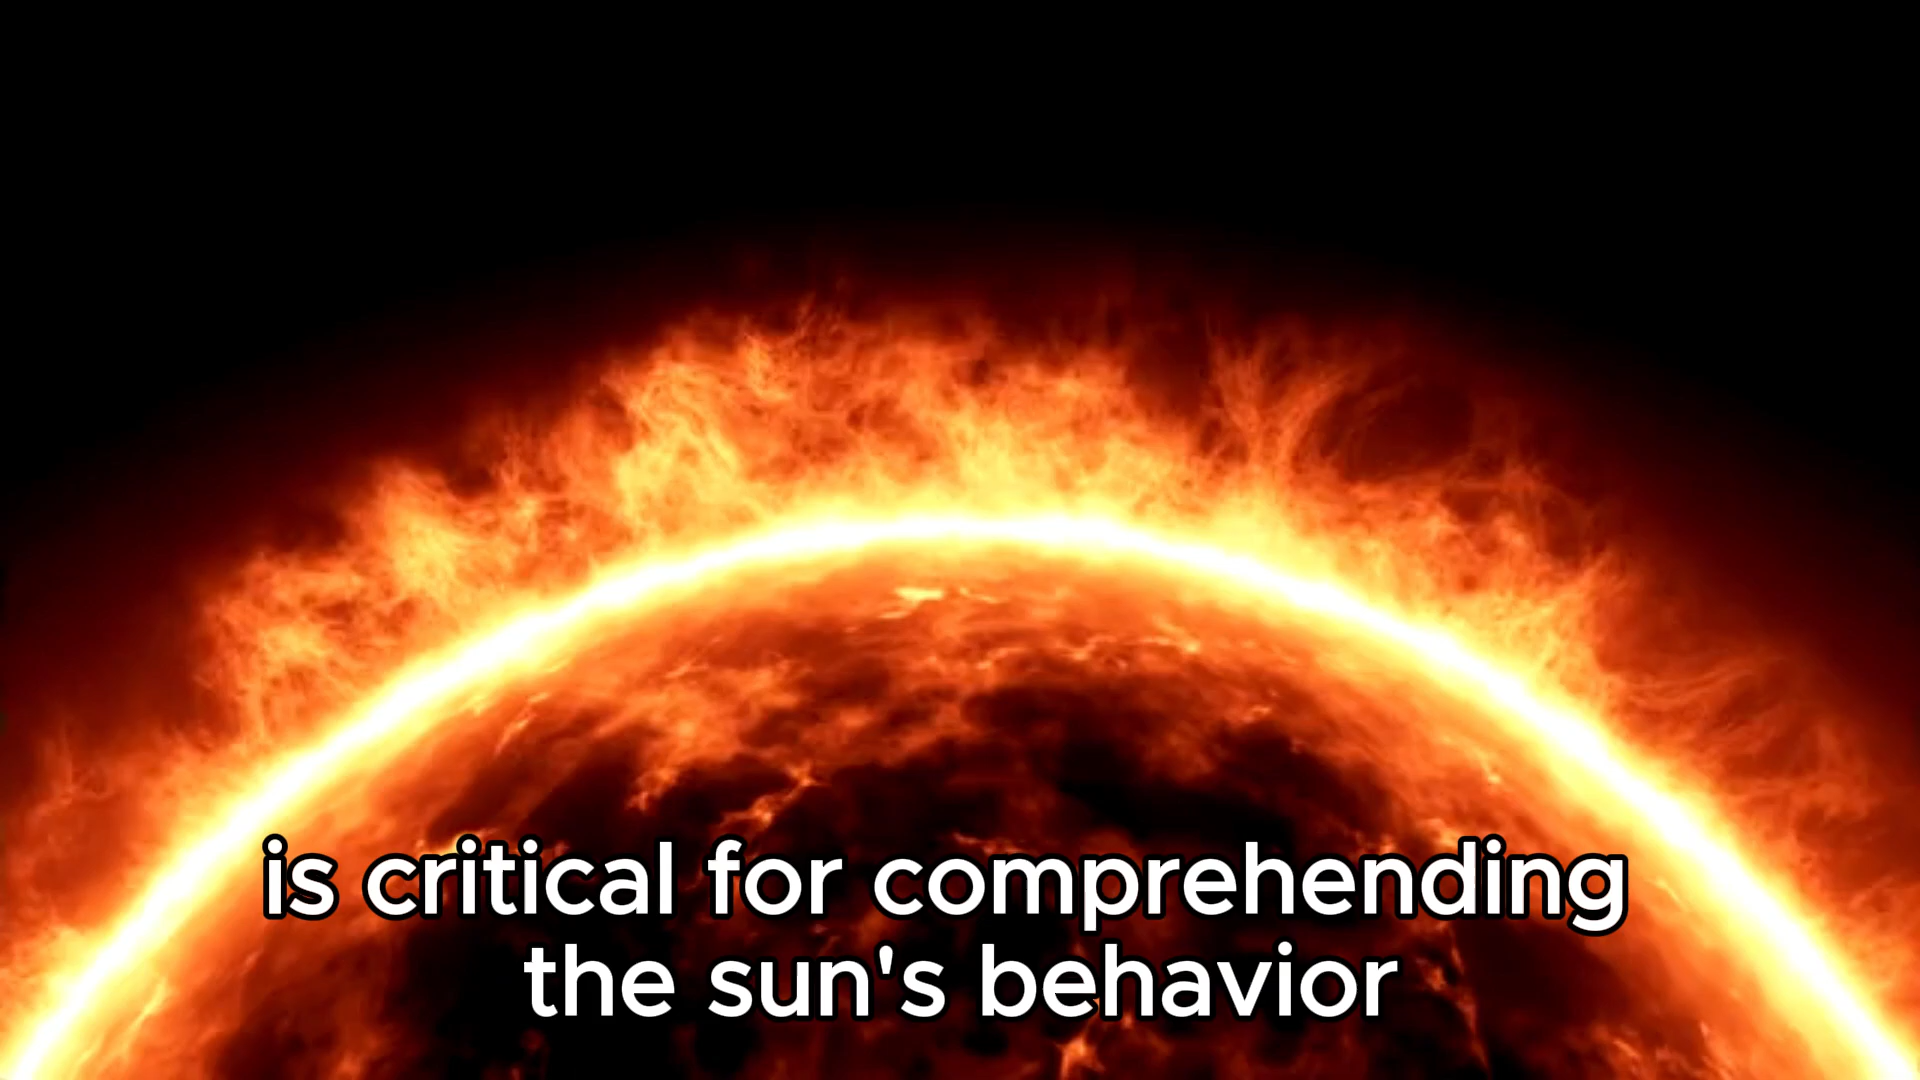 is critical for comprehending
the sun's behavior